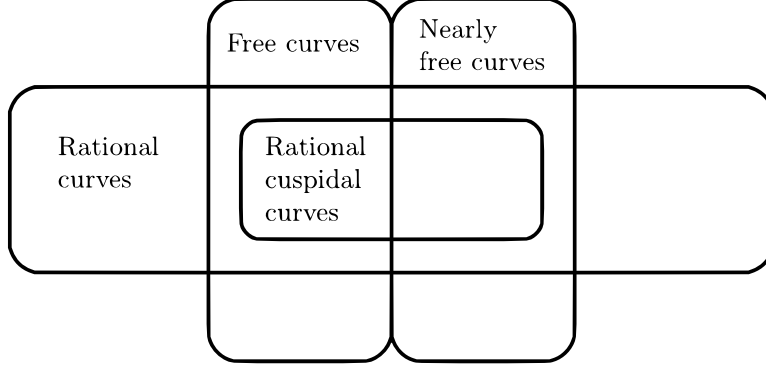 Free curves
Nearly
free curves
Rational
curves
Rational
cuspidal
curves